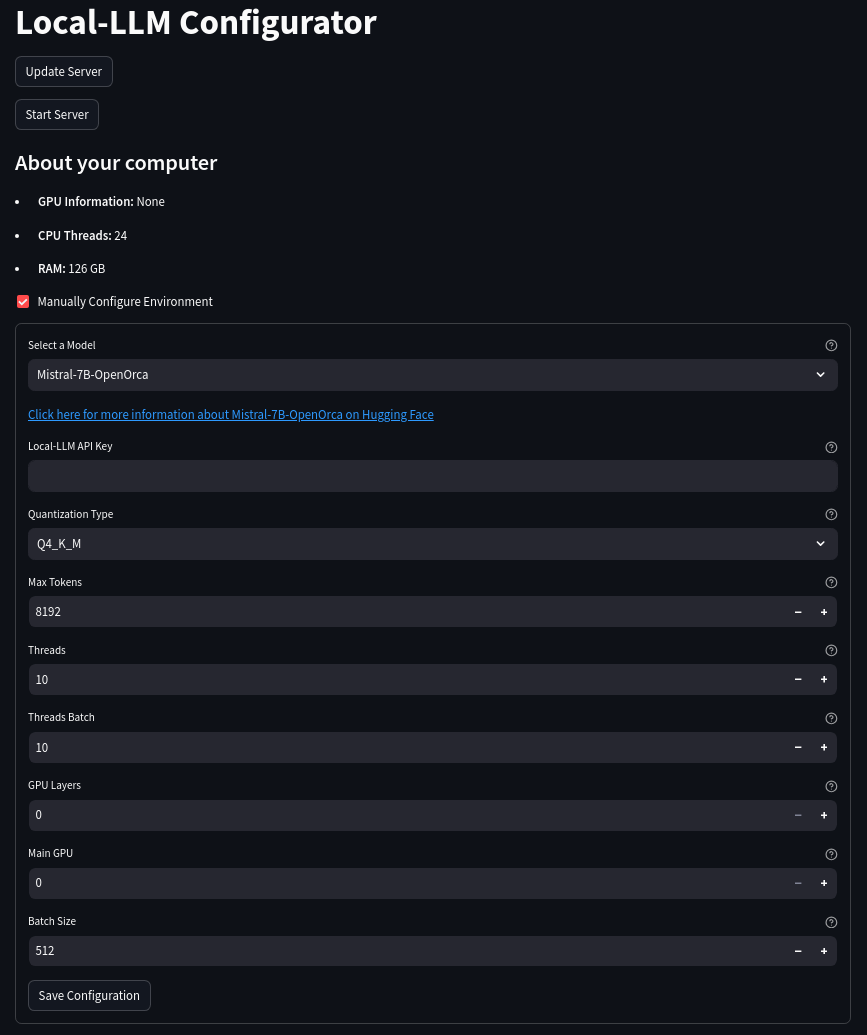 Local-LLM Configurator
Update Server
Start Server
About your computer
• GPU Information: None
• CPU Threads: 24
• RAM: 126 GB
Manually Configure Environment
Select a Model
Mistral-7B-OpenOrca
Click here for more information about Mistral-7B-OpenOrca on Hugging Face
Local-LLM API Key
Quantization Type
Q4_K_M
Max Tokens
8192
Threads
10
Threads Batch
10
GPU Layers
0
Main GPU
0
Batch Size
512
Save Configuration